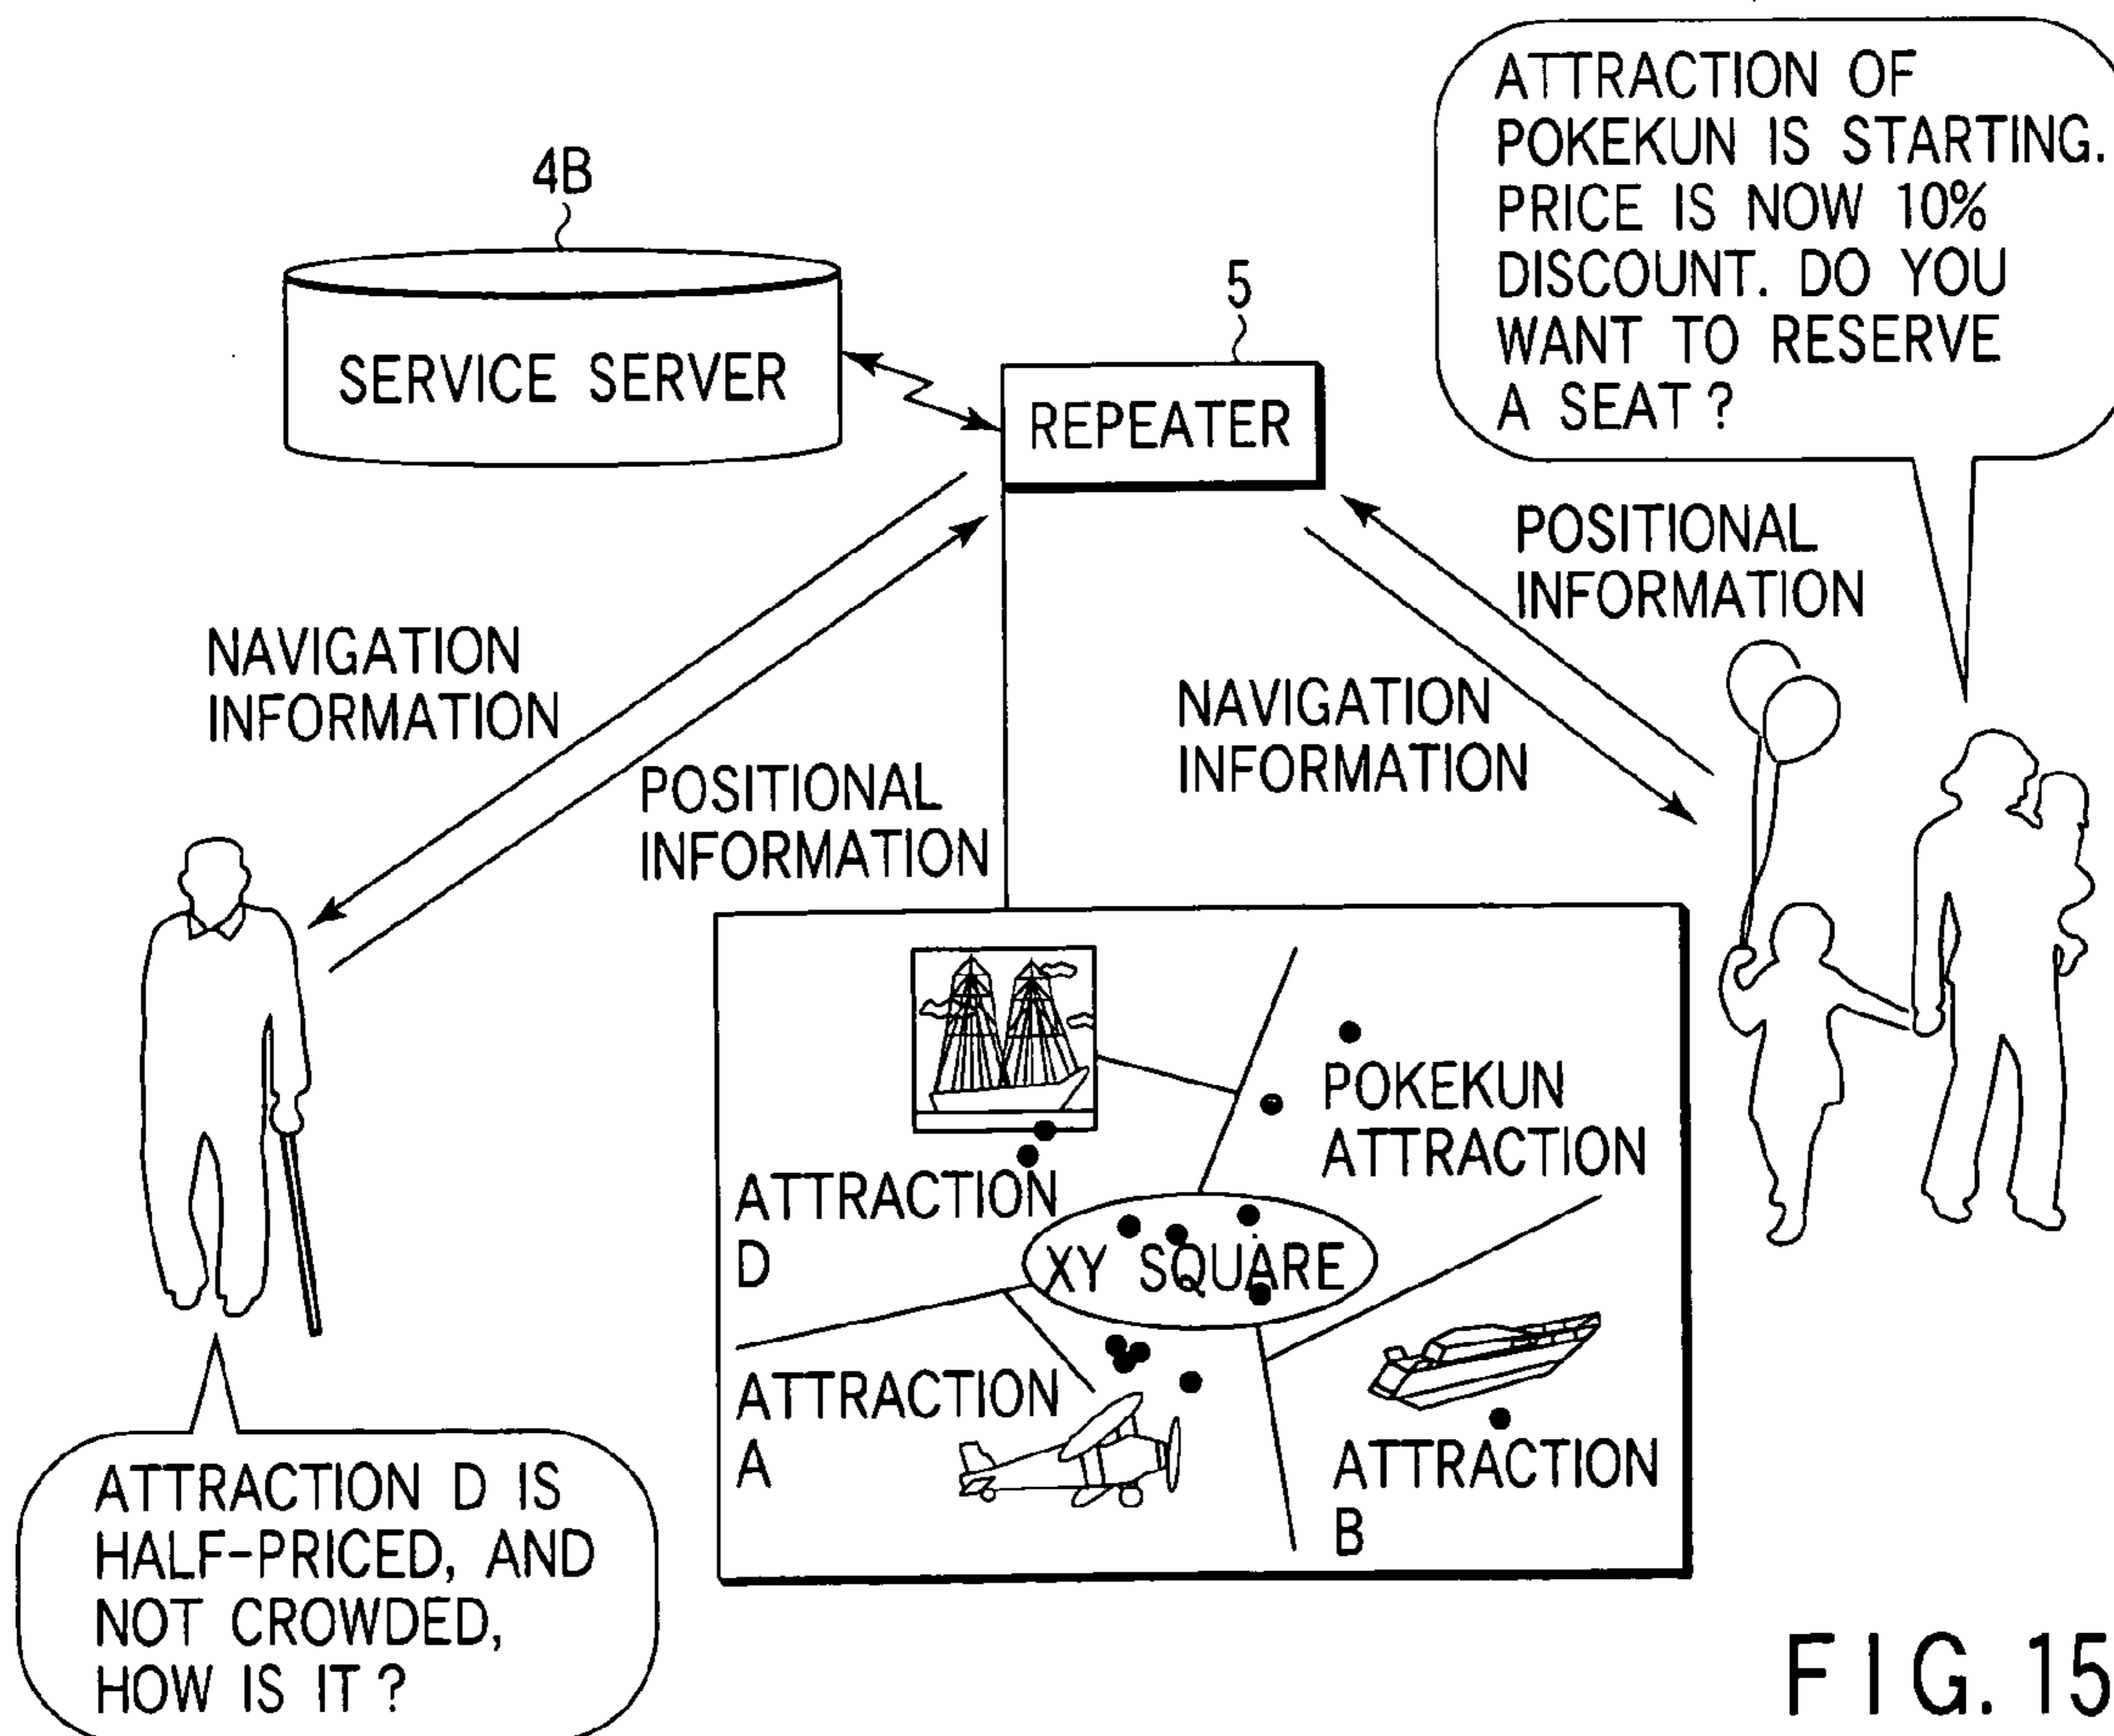 4B
SERVICE SERVER
5
REPEATER
ATTRACTION OF
POKEKUN IS STARTING.
PRICE IS NOW 10%
DISCOUNT. DO YOU
WANT TO RESERVE
A SEAT?
POSITIONAL
INFORMATION
NAVIGATION
INFORMATION
NAVIGATION
INFORMATION
POSITIONAL
INFORMATION
POKEKUN
ATTRACTION
ATTRACTION
D
XY SQUARE
ATTRACTION
A
ATTRACTION
B
ATTRACTION D IS
HALF-PRICED, AND
NOT CROWDED,
HOW IS IT?
FIG. 15